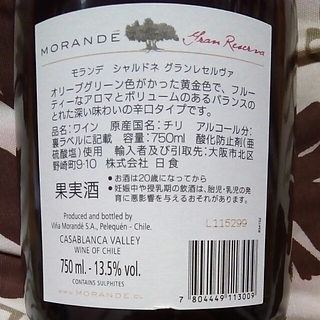 MORANDÉ Gran Reserva
モランデ シャルドネ グランレセルヴァ
オリーブグリーン色がかった黄金色で、フルー
ティーなアロマとボリュームのあるバランスの
とれた深い味わいの辛口タイプです。
品名:ワイン 原産国名:チリ アルコール分:
裏ラベルに記載 容量:750ml 酸化防止剤(亜
硫酸塩)使用 輸入者及び引取先:大阪市北区
野崎町9-10 株式会社 日食
果実酒
• お酒は20歳になってから
• 妊娠中や授乳期の飲酒は、胎児・乳児の発
育に悪影響を与えるおそれがあります。
Produced and bottled by
Viña Morandé S.A., Pelequén - Chile.
L115299
CASABLANCA VALLEY
WINE OF CHILE
750 ml. - 13.5% vol.
CONTAINS SULPHITES
WWW.MORANDE.CL
7 804449 113009